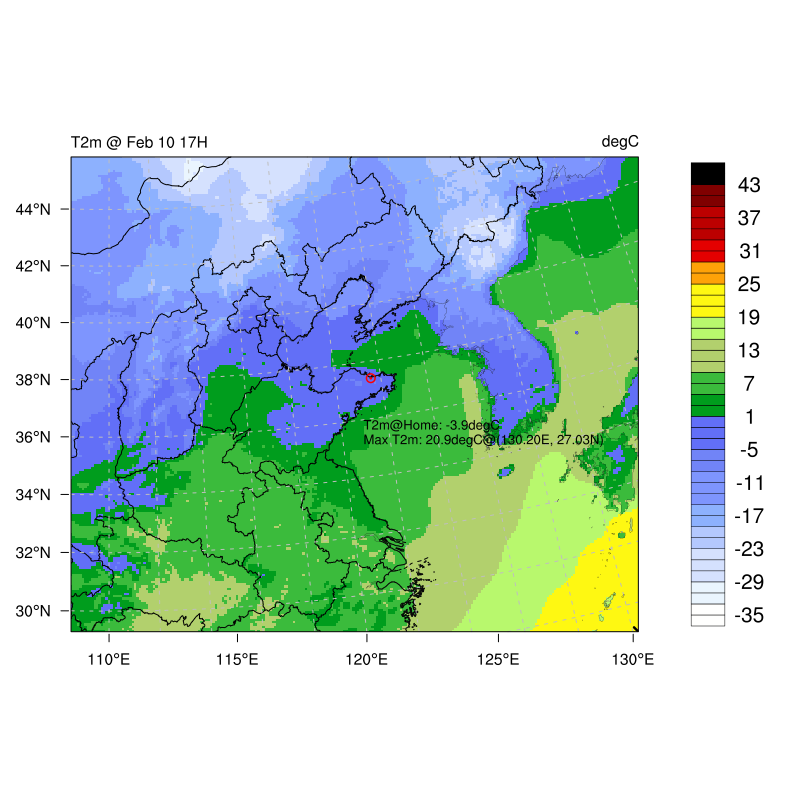 T2m @ Feb 10 17H
degC
44°N
42°N
40°N
38°N
36°N
34°N
32°N
30°N
110°E
115°E
120°E
125°E
130°E
T2m@Home: -3.9degC
Max T2m: 20.9degC@(130.20E, 27.03N)
43
37
31
25
19
13
7
1
-5
-11
-17
-23
-29
-35